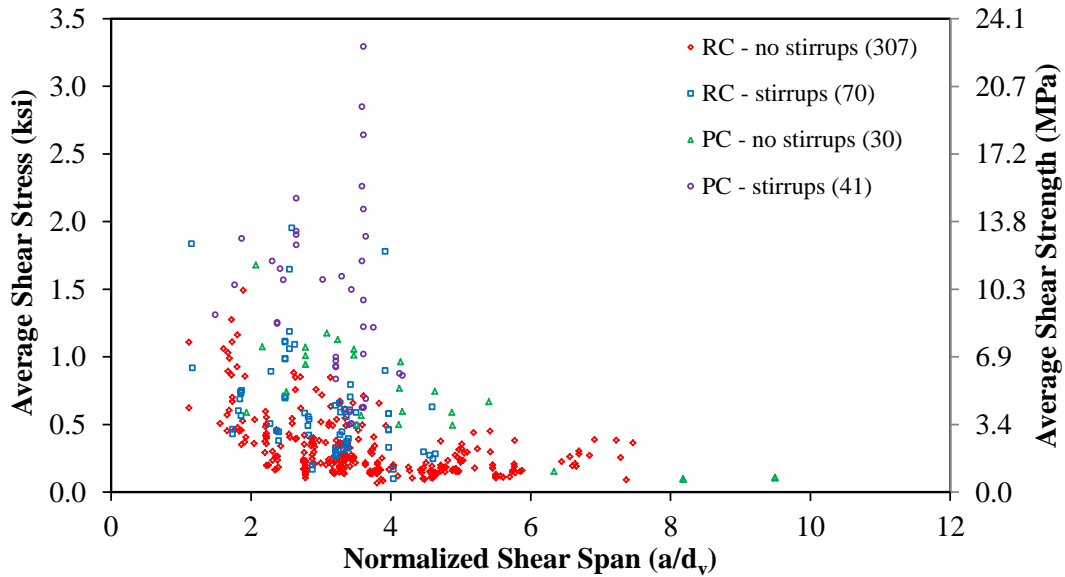 Average Shear Stress (ksi)
3.5
3.0
2.5
2.0
1.5
1.0
0.5
0.0
RC - no stirrups (307)
RC - stirrups (70)
PC - no stirrups (30)
PC - stirrups (41)
24.1
20.7
17.2
13.8
10.3
6.9
3.4
0.0
Average Shear Strength (MPa)
0 2 4 6 8 10 12
Normalized Shear Span (a/dv)